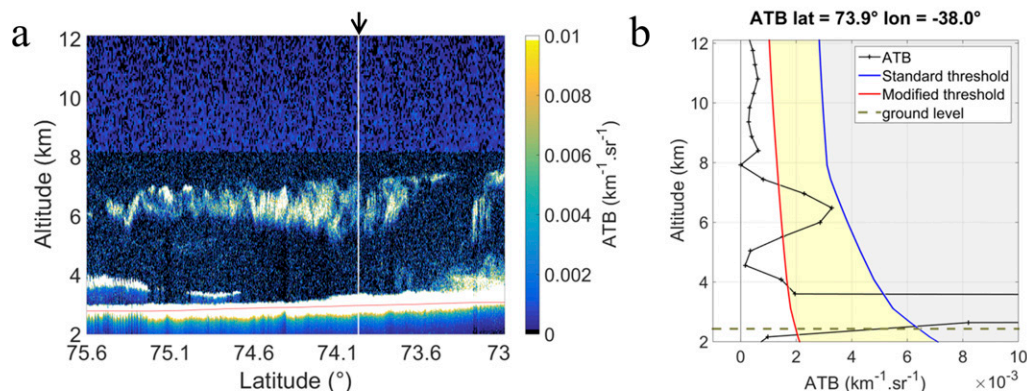 a
12
10
8
6
4
2
Altitude (km)
75.6 75.1 74.6 74.1 73.6 73
Latitude (°)
0.01
0.008
0.006
0.004
0.002
0
ATB (km-1.sr-1)
b
ATB lat = 73.9° lon = -38.0°
12
10
8
6
4
2
Altitude (km)
ATB
Standard threshold
Modified threshold
ground level
0 2 4 6 8 10
ATB (km-1.sr-1) ×10-3